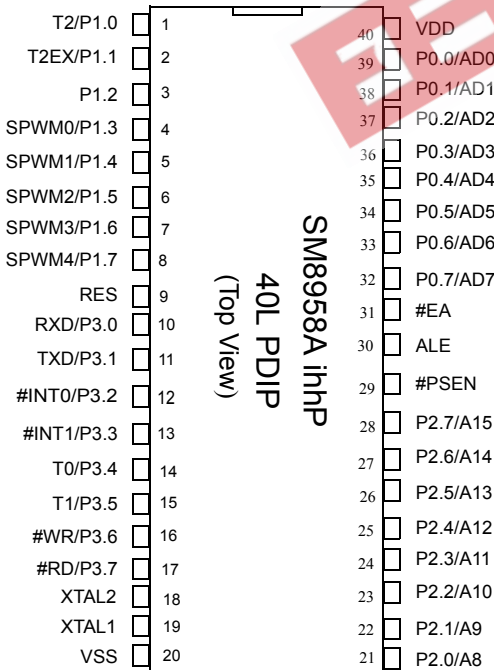 T2/P1.0 1
T2EX/P1.1 2
P1.2 3
SPWM0/P1.3 4
SPWM1/P1.4 5
SPWM2/P1.5 6
SPWM3/P1.6 7
SPWM4/P1.7 8
RES 9
RXD/P3.0 10
TXD/P3.1 11
#INT0/P3.2 12
#INT1/P3.3 13
T0/P3.4 14
T1/P3.5 15
#WR/P3.6 16
#RD/P3.7 17
XTAL2 18
XTAL1 19
VSS 20
SM8958A ihhP
40L PDIP
(Top View)
40 VDD
39 P0.0/AD0
38 P0.1/AD1
37 P0.2/AD2
36 P0.3/AD3
35 P0.4/AD4
34 P0.5/AD5
33 P0.6/AD6
32 P0.7/AD7
31 #EA
30 ALE
29 #PSEN
28 P2.7/A15
27 P2.6/A14
26 P2.5/A13
25 P2.4/A12
24 P2.3/A11
23 P2.2/A10
22 P2.1/A9
21 P2.0/A8